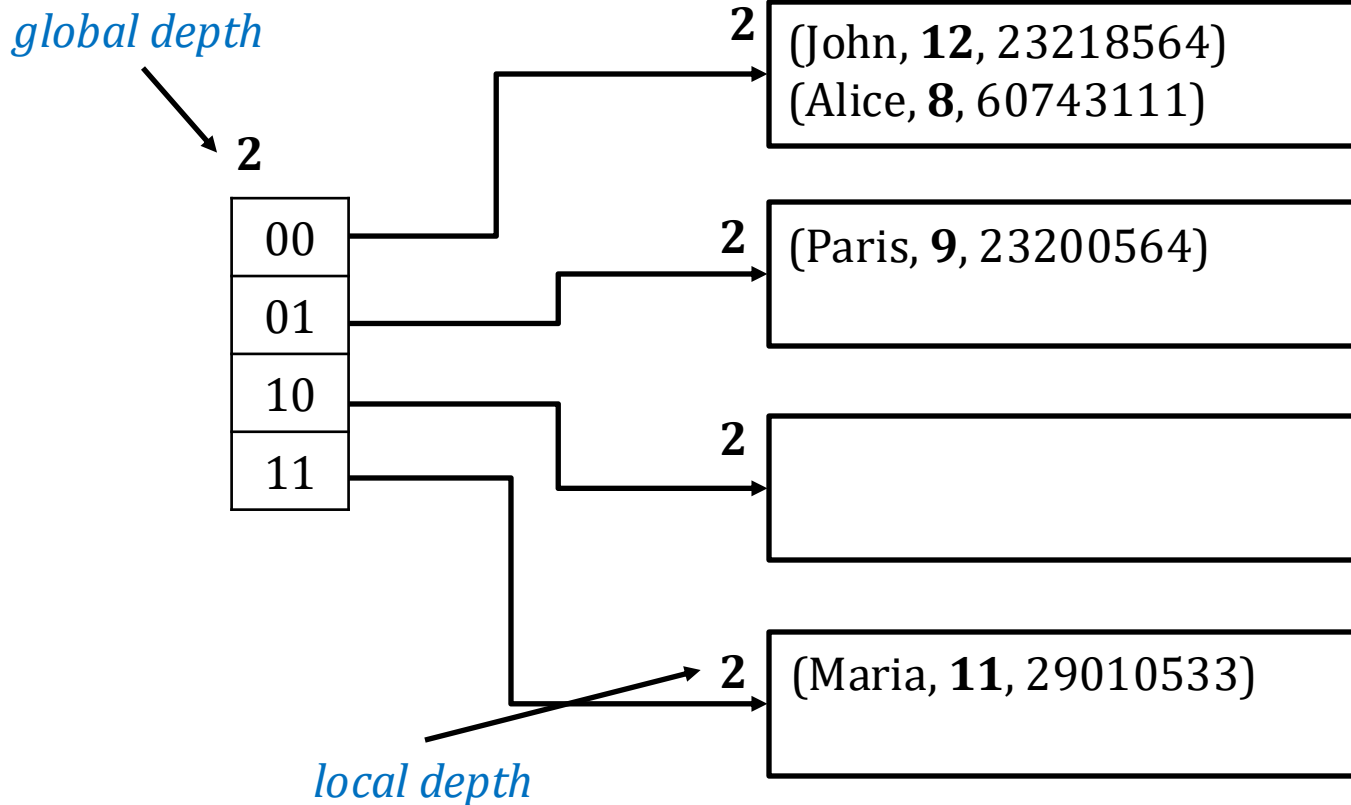 global depth
2
00
01
10
11
2
(John, 12, 23218564)
(Alice, 8, 60743111)
2
(Paris, 9, 23200564)
2
2
(Maria, 11, 29010533)
local depth